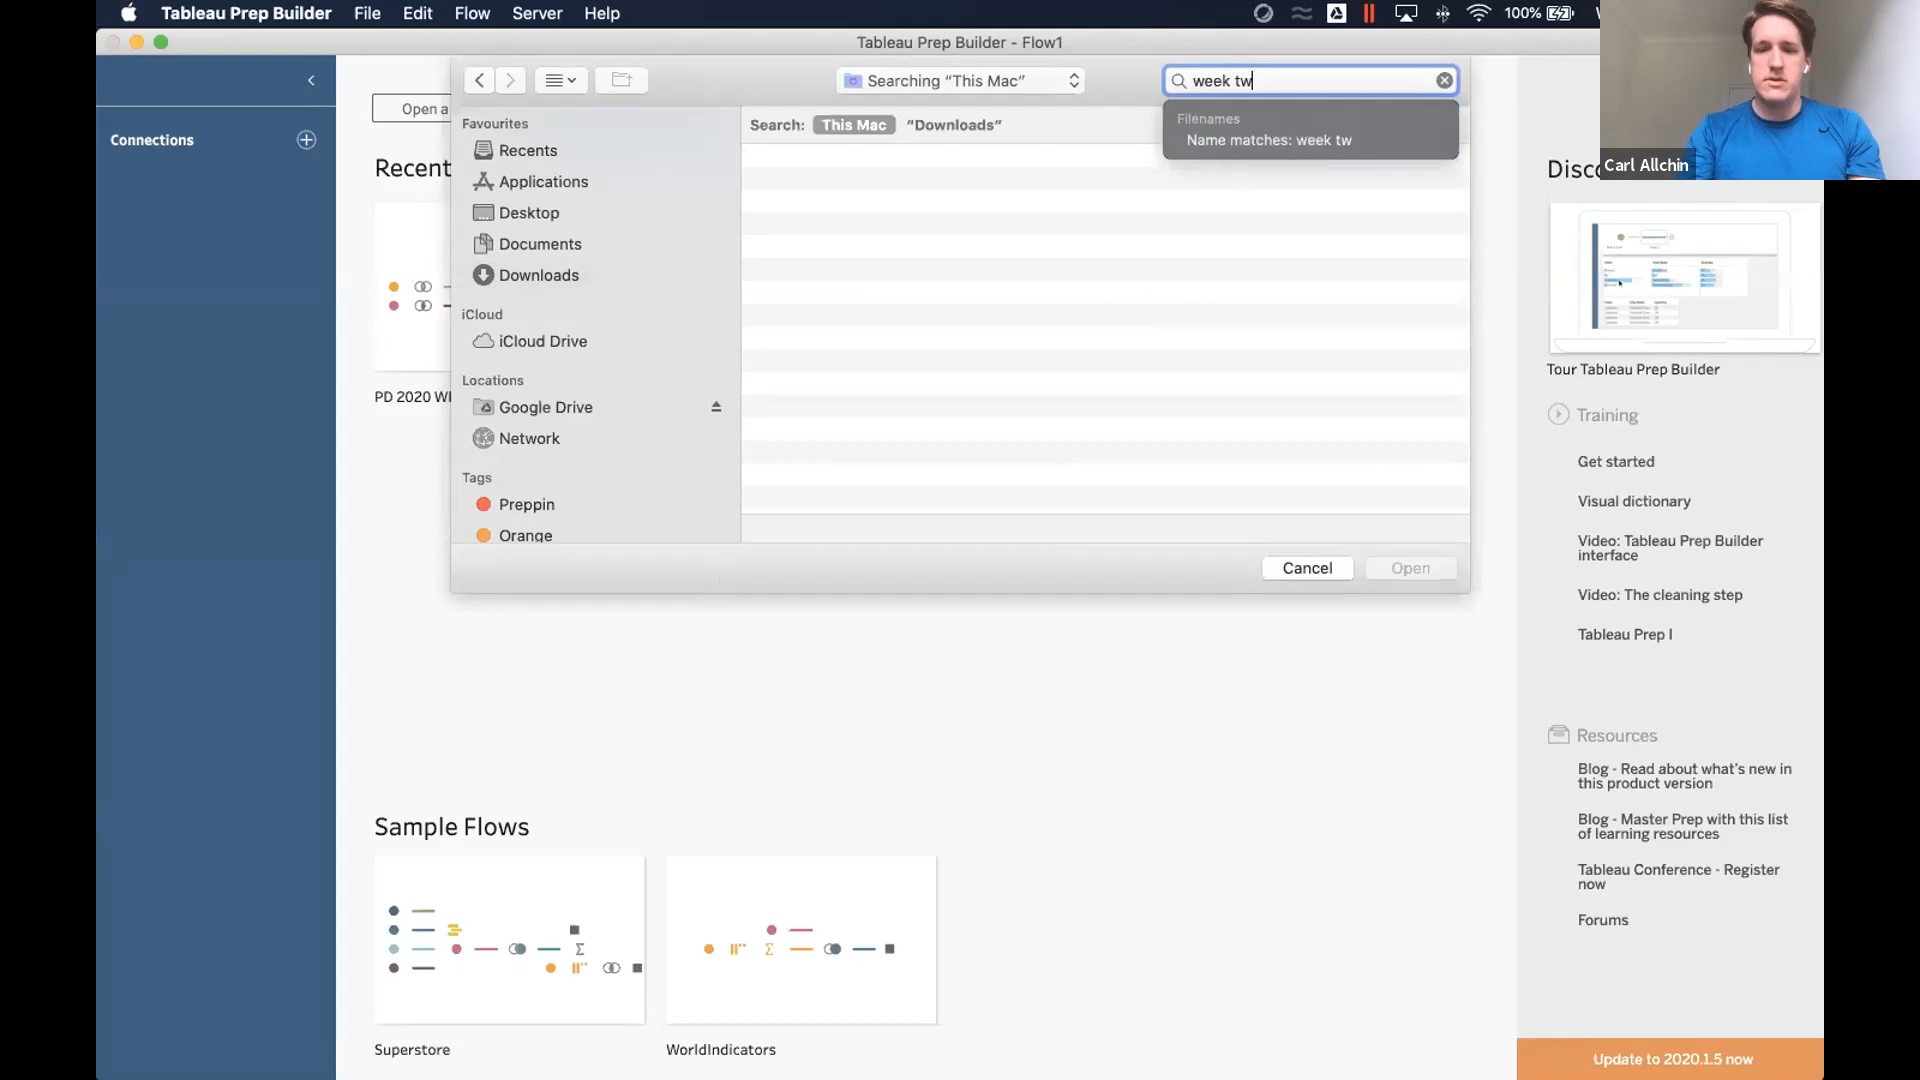 Tableau Prep Builder File Edit Flow Server Help
100%
Tableau Prep Builder - Flow1
Searching “This Mac”
week tw
Open a
Connections
Favourites
Search: This Mac “Downloads”
Filenames
Name matches: week tw
Recents
Applications
Desktop
Documents
Downloads
iCloud
iCloud Drive
Locations
Google Drive
Network
Tags
Preppin
Orange
Cancel
Open
Recent
PD 2020 W
Carl Allchin
Disc
Tour Tableau Prep Builder
Training
Get started
Visual dictionary
Video: Tableau Prep Builder
interface
Video: The cleaning step
Tableau Prep I
Resources
Blog - Read about what's new in
this product version
Blog - Master Prep with this list
of learning resources
Tableau Conference - Register
now
Forums
Sample Flows
Superstore
WorldIndicators
Update to 2020.1.5 now